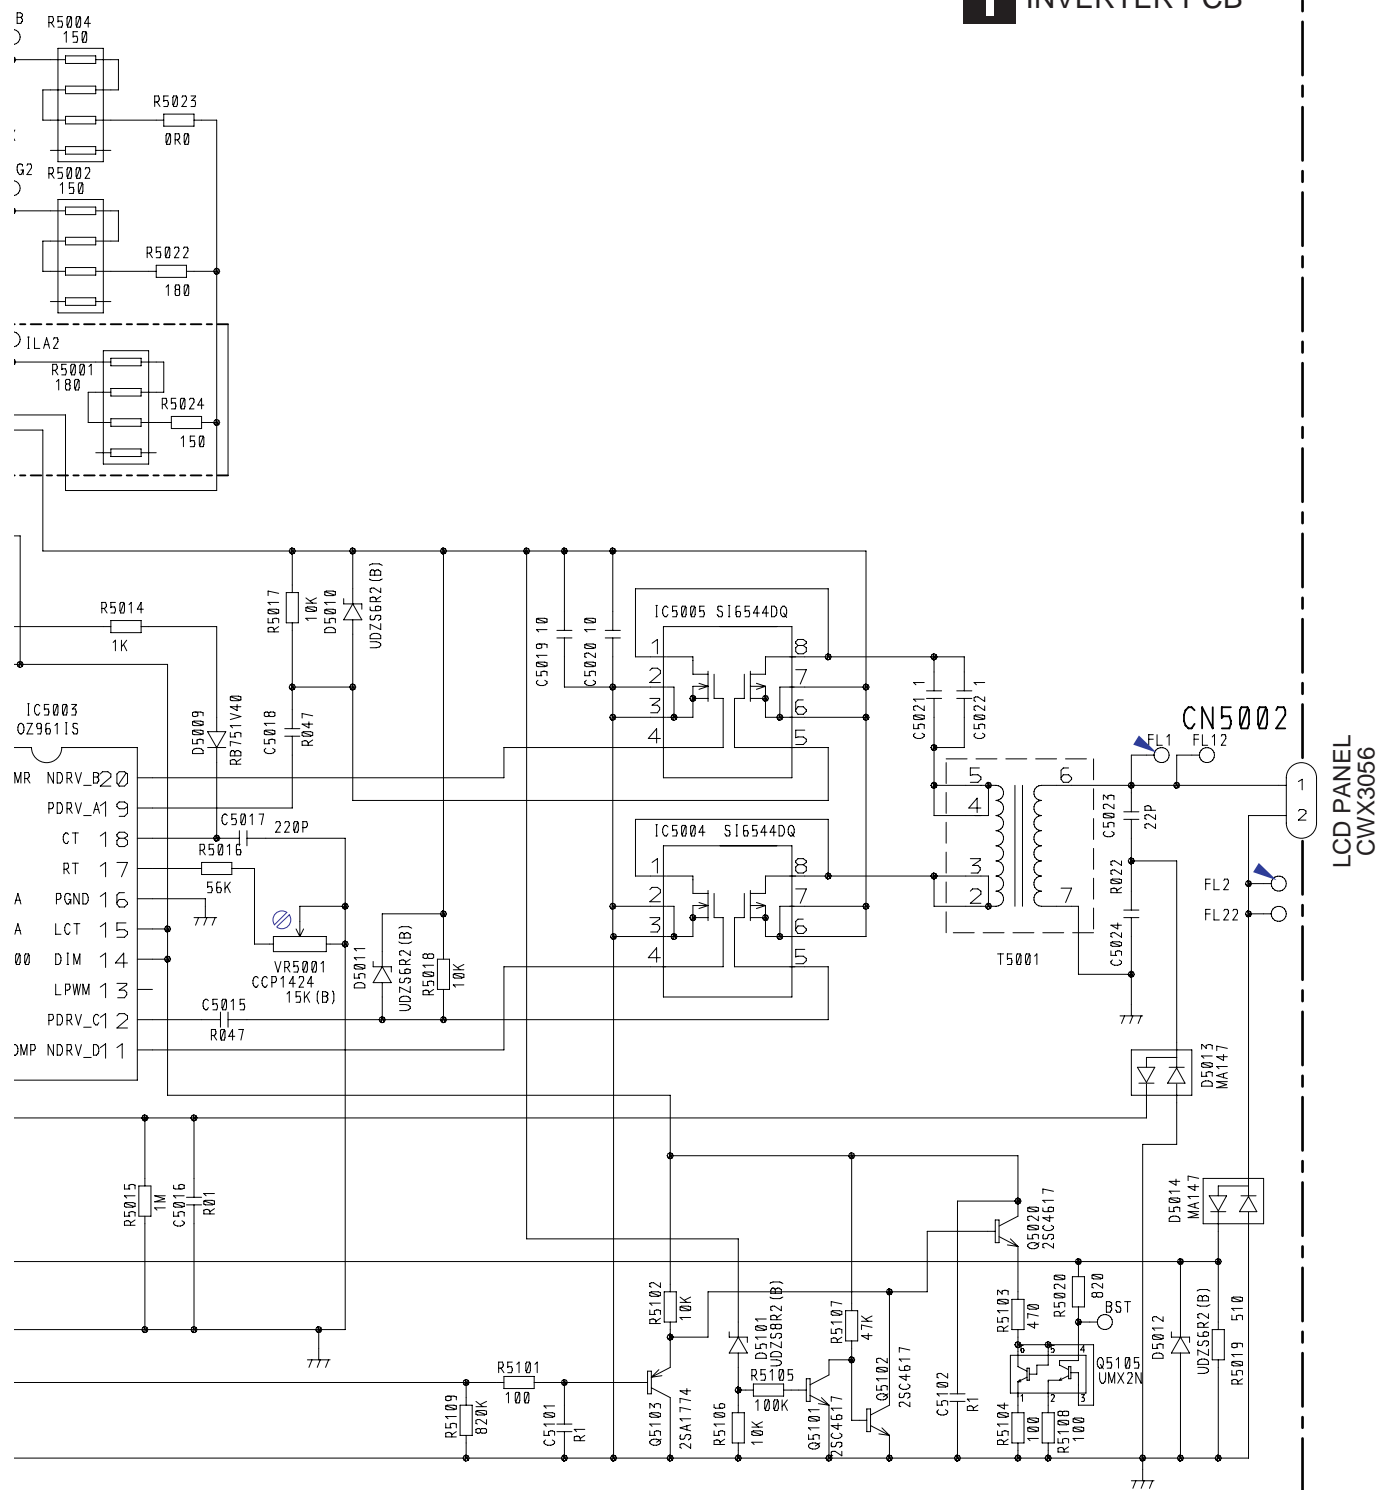 INVERTER PCB
B
R5004
150
R5023
0R0
G2
R5002
150
R5022
180
ILA2
R5001
180
R5024
150
R5014
1K
R5017
10K
D5010
UDZS6R2(B)
C5019 10
C5020 10
IC5005 SI6544DQ
1
2
3
4
8
7
6
5
C5021 1
C5022 1
IC5003
OZ961IS
D5009
RB751V40
C5018
R047
CN5002
FL1
FL12
1
2
LCD PANEL
CWX3056
MR NDRV_B 20
PDRV_A 19
CT 18
RT 17
A PGND 16
A LCT 15
00 DIM 14
LPWM 13
PDRV_C 12
OMP NDRV_D 11
C5017
220P
R5016
56K
VR5001
CCP1424
15K(B)
C5015
R047
D5011
UDZS6R2(B)
R5018
10K
IC5004 SI6544DQ
1
2
3
4
8
7
6
5
5
4
3
2
6
7
T5001
C5023
22P
R022
C5024
FL2
FL22
D5013
MA147
R5015
1M
C5016
R01
D5014
MA147
Q5020
2SC4617
R5102
10K
D5101
UDZS8R2(B)
R5107
47K
R5103
470
R5020
820
BST
D5012
UDZS6R2(B)
R5019 510
R5101
100
R5109
820K
C5101
R1
Q5103
2SA1774
R5106
10K
R5105
100K
Q5101
2SC4617
Q5102
2SC4617
C5102
R1
6
5
4
1
2
3
Q5105
UMX2N
R5104
100
R5108
100